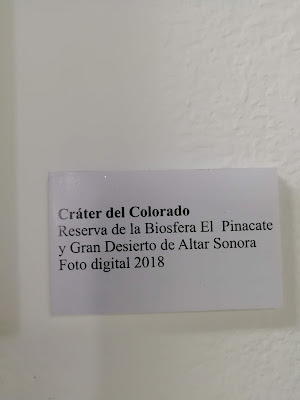 Cráter del Colorado
Reserva de la Biosfera El Pinacate
y Gran Desierto de Altar Sonora
Foto digital 2018